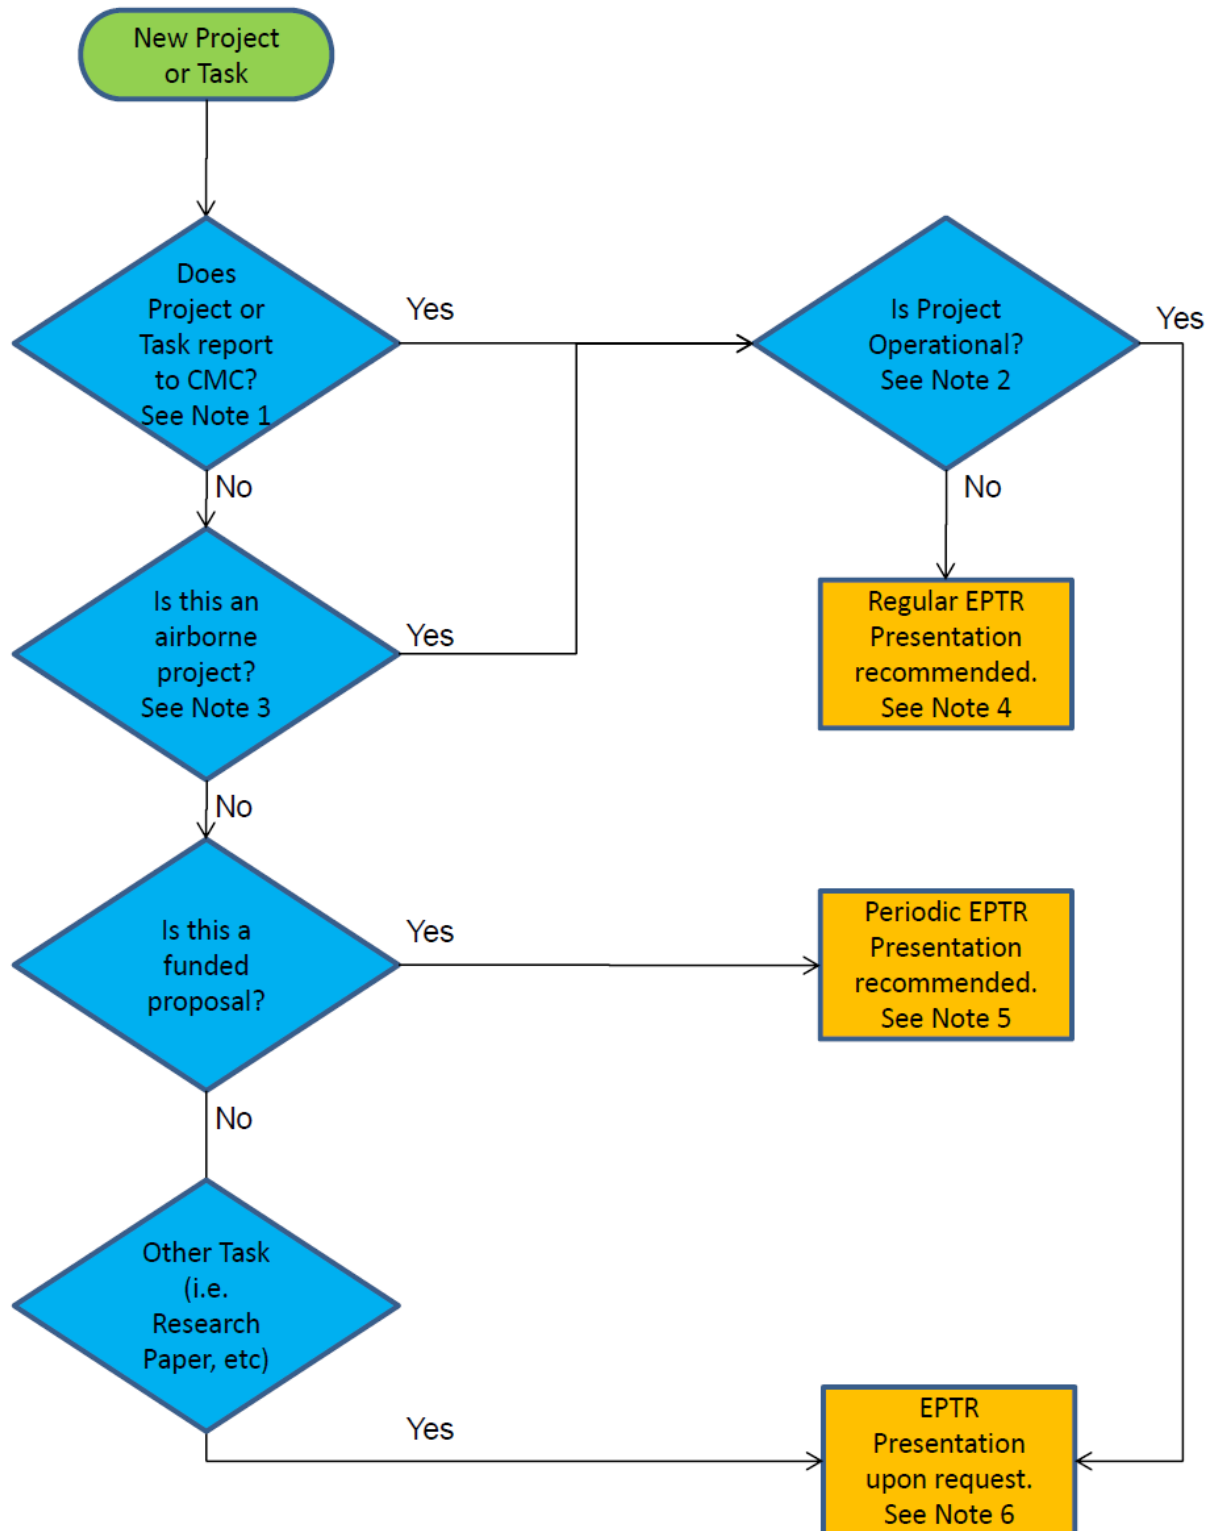 New Project
or Task
Does
Project or
Task report
to CMC?
See Note 1
Yes
No
Is Project
Operational?
See Note 2
Yes
No
Regular EPTR
Presentation
recommended.
See Note 4
Is this an
airborne
project?
See Note 3
Yes
No
Is this a
funded
proposal?
Yes
No
Periodic EPTR
Presentation
recommended.
See Note 5
Other Task
(i.e.
Research
Paper, etc)
Yes
EPTR
Presentation
upon request.
See Note 6